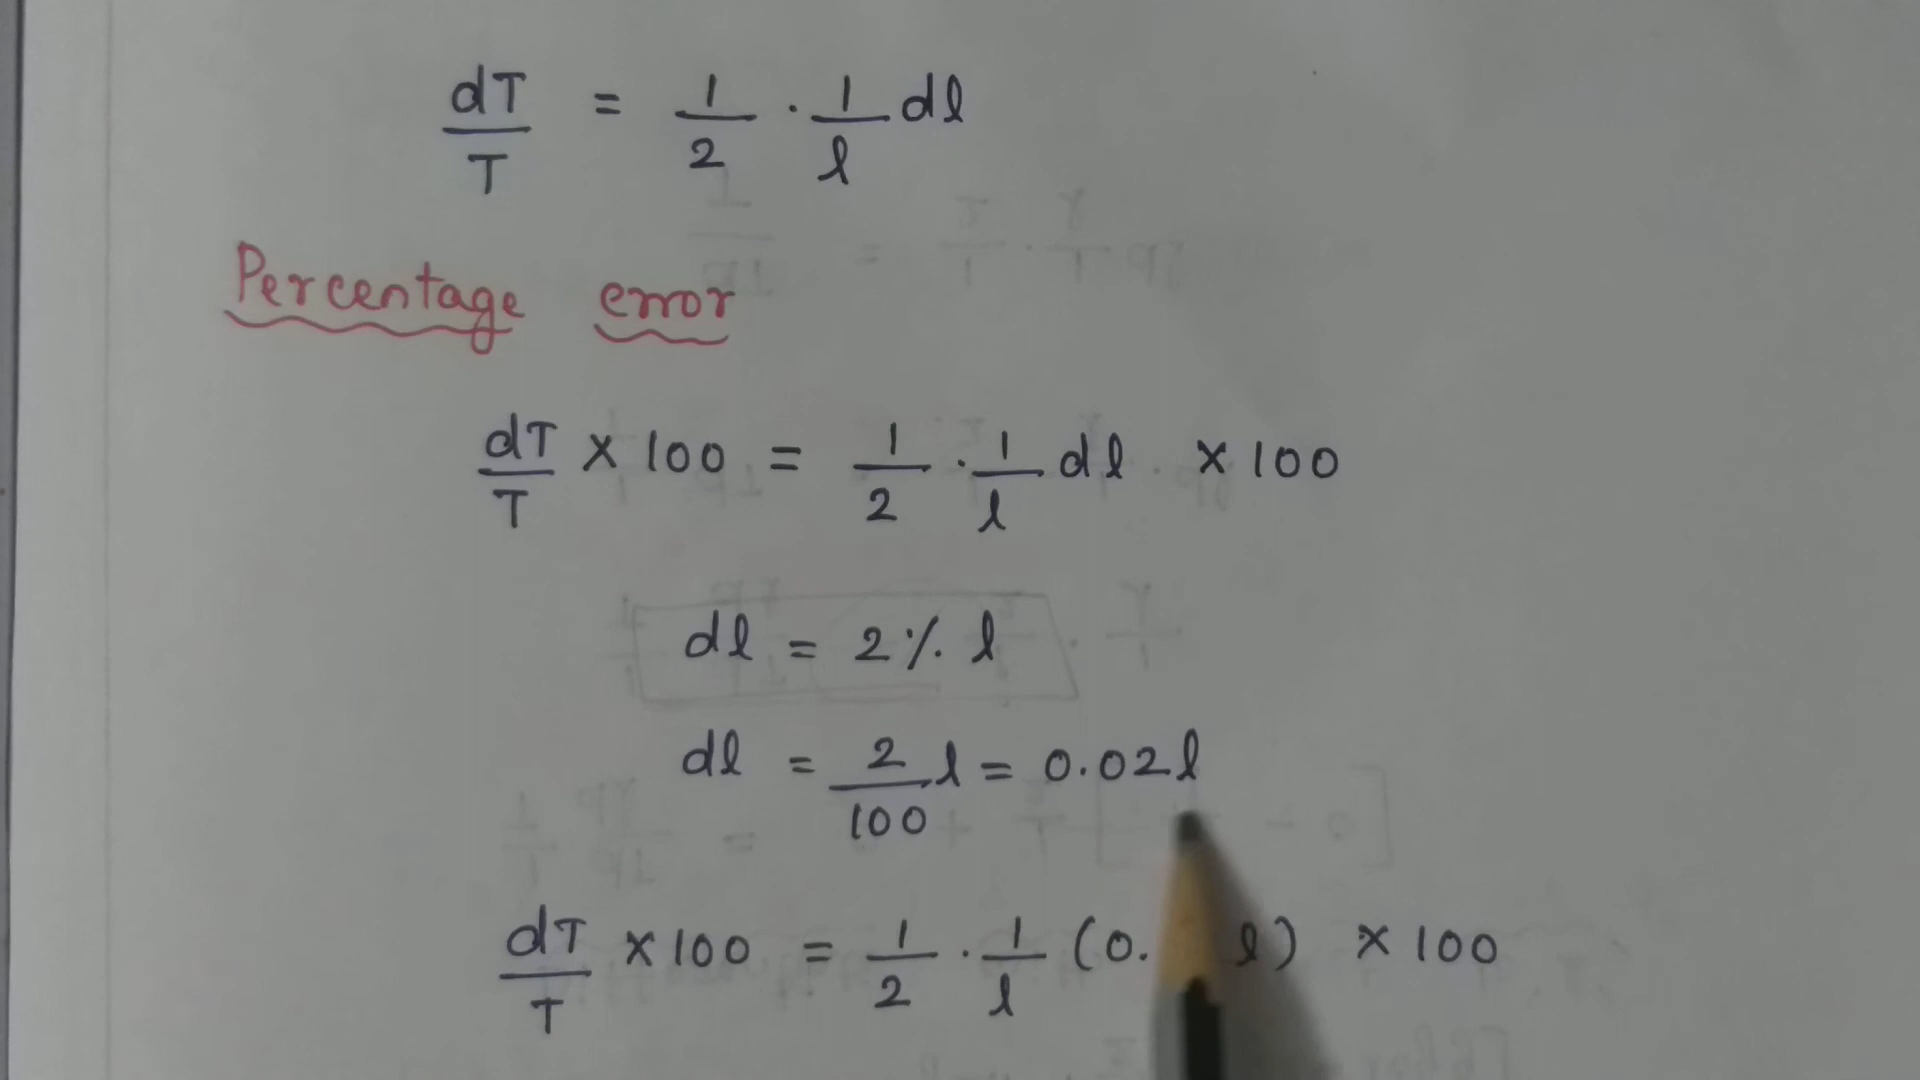 dT/T = 1/2 · 1/l dl
Percentage error
dT/T × 100 = 1/2 · 1/l dl × 100
dl = 2% l
dl = 2/100 l = 0.02l
dT/T × 100 = 1/2 · 1/l (0. l) × 100